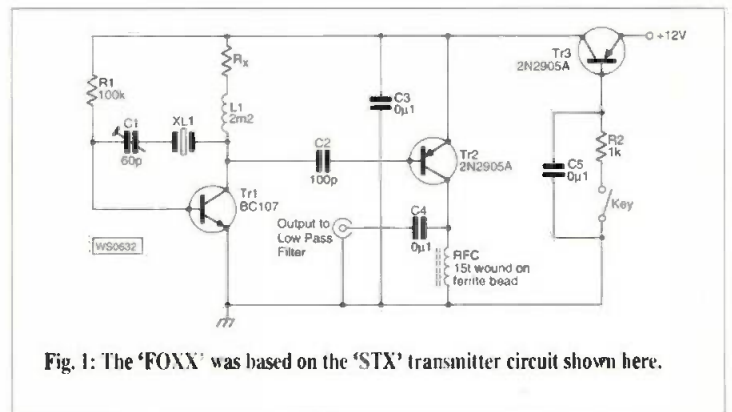 Tr3
2N2905A
+12V
Rx
R1
100k
L1
2m2
C3
0µ1
C1
60p
XL1
C2
100p
Tr2
2N2905A
R2
1k
C5
0µ1
Key
Tr1
BC107
Output to
Low Pass
Filter
C4
0µ1
RFC
15t wound on
ferrite bead
WS0632
Fig. 1: The ‘FOXX’ was based on the ‘STX’ transmitter circuit shown here.